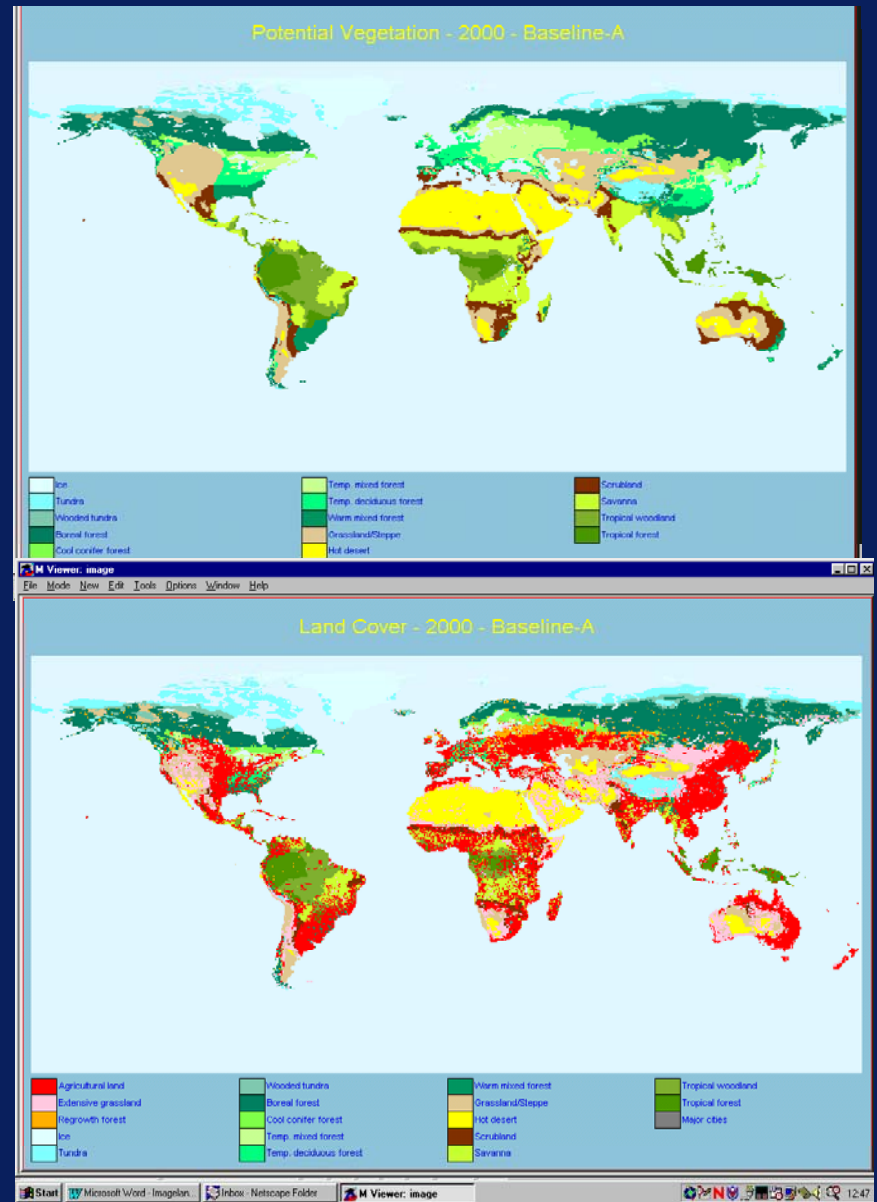 Potential Vegetation - 2000 - Baseline-A
Ice
Tundra
Wooded tundra
Boreal forest
Cool conifer forest
Temp. mixed forest
Temp. deciduous forest
Warm mixed forest
Grassland/Steppe
Hot desert
Scrubland
Savanna
Tropical woodland
Tropical forest
M Viewer: image
File Mode New Edit Tools Options Window Help
Land Cover - 2000 - Baseline-A
Agricultural land
Extensive grassland
Regrowth forest
Ice
Tundra
Wooded tundra
Boreal forest
Cool conifer forest
Temp. mixed forest
Temp. deciduous forest
Warm mixed forest
Grassland/Steppe
Hot desert
Scrubland
Savanna
Tropical woodland
Tropical forest
Major cities
Start Microsoft Word - Imagelan... Inbox - Netscape Folder M Viewer: image 12:47